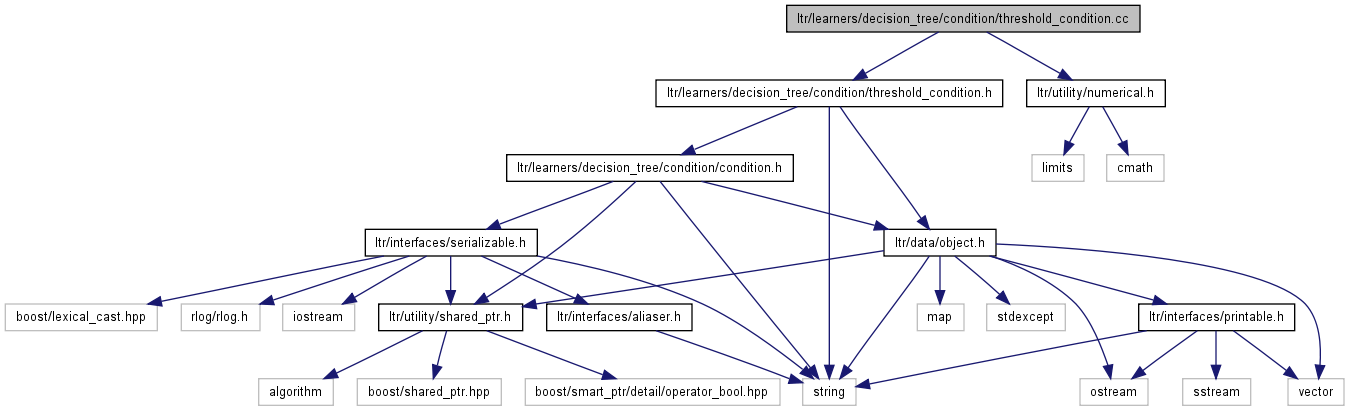 ltr/learners/decision_tree/condition/threshold_condition.cc
ltr/learners/decision_tree/condition/threshold_condition.h
ltr/utility/numerical.h
ltr/learners/decision_tree/condition/condition.h
limits
cmath
ltr/interfaces/serializable.h
ltr/data/object.h
boost/lexical_cast.hpp
rlog/rlog.h
iostream
ltr/utility/shared_ptr.h
ltr/interfaces/aliaser.h
map
stdexcept
ltr/interfaces/printable.h
algorithm
boost/shared_ptr.hpp
boost/smart_ptr/detail/operator_bool.hpp
string
ostream
sstream
vector